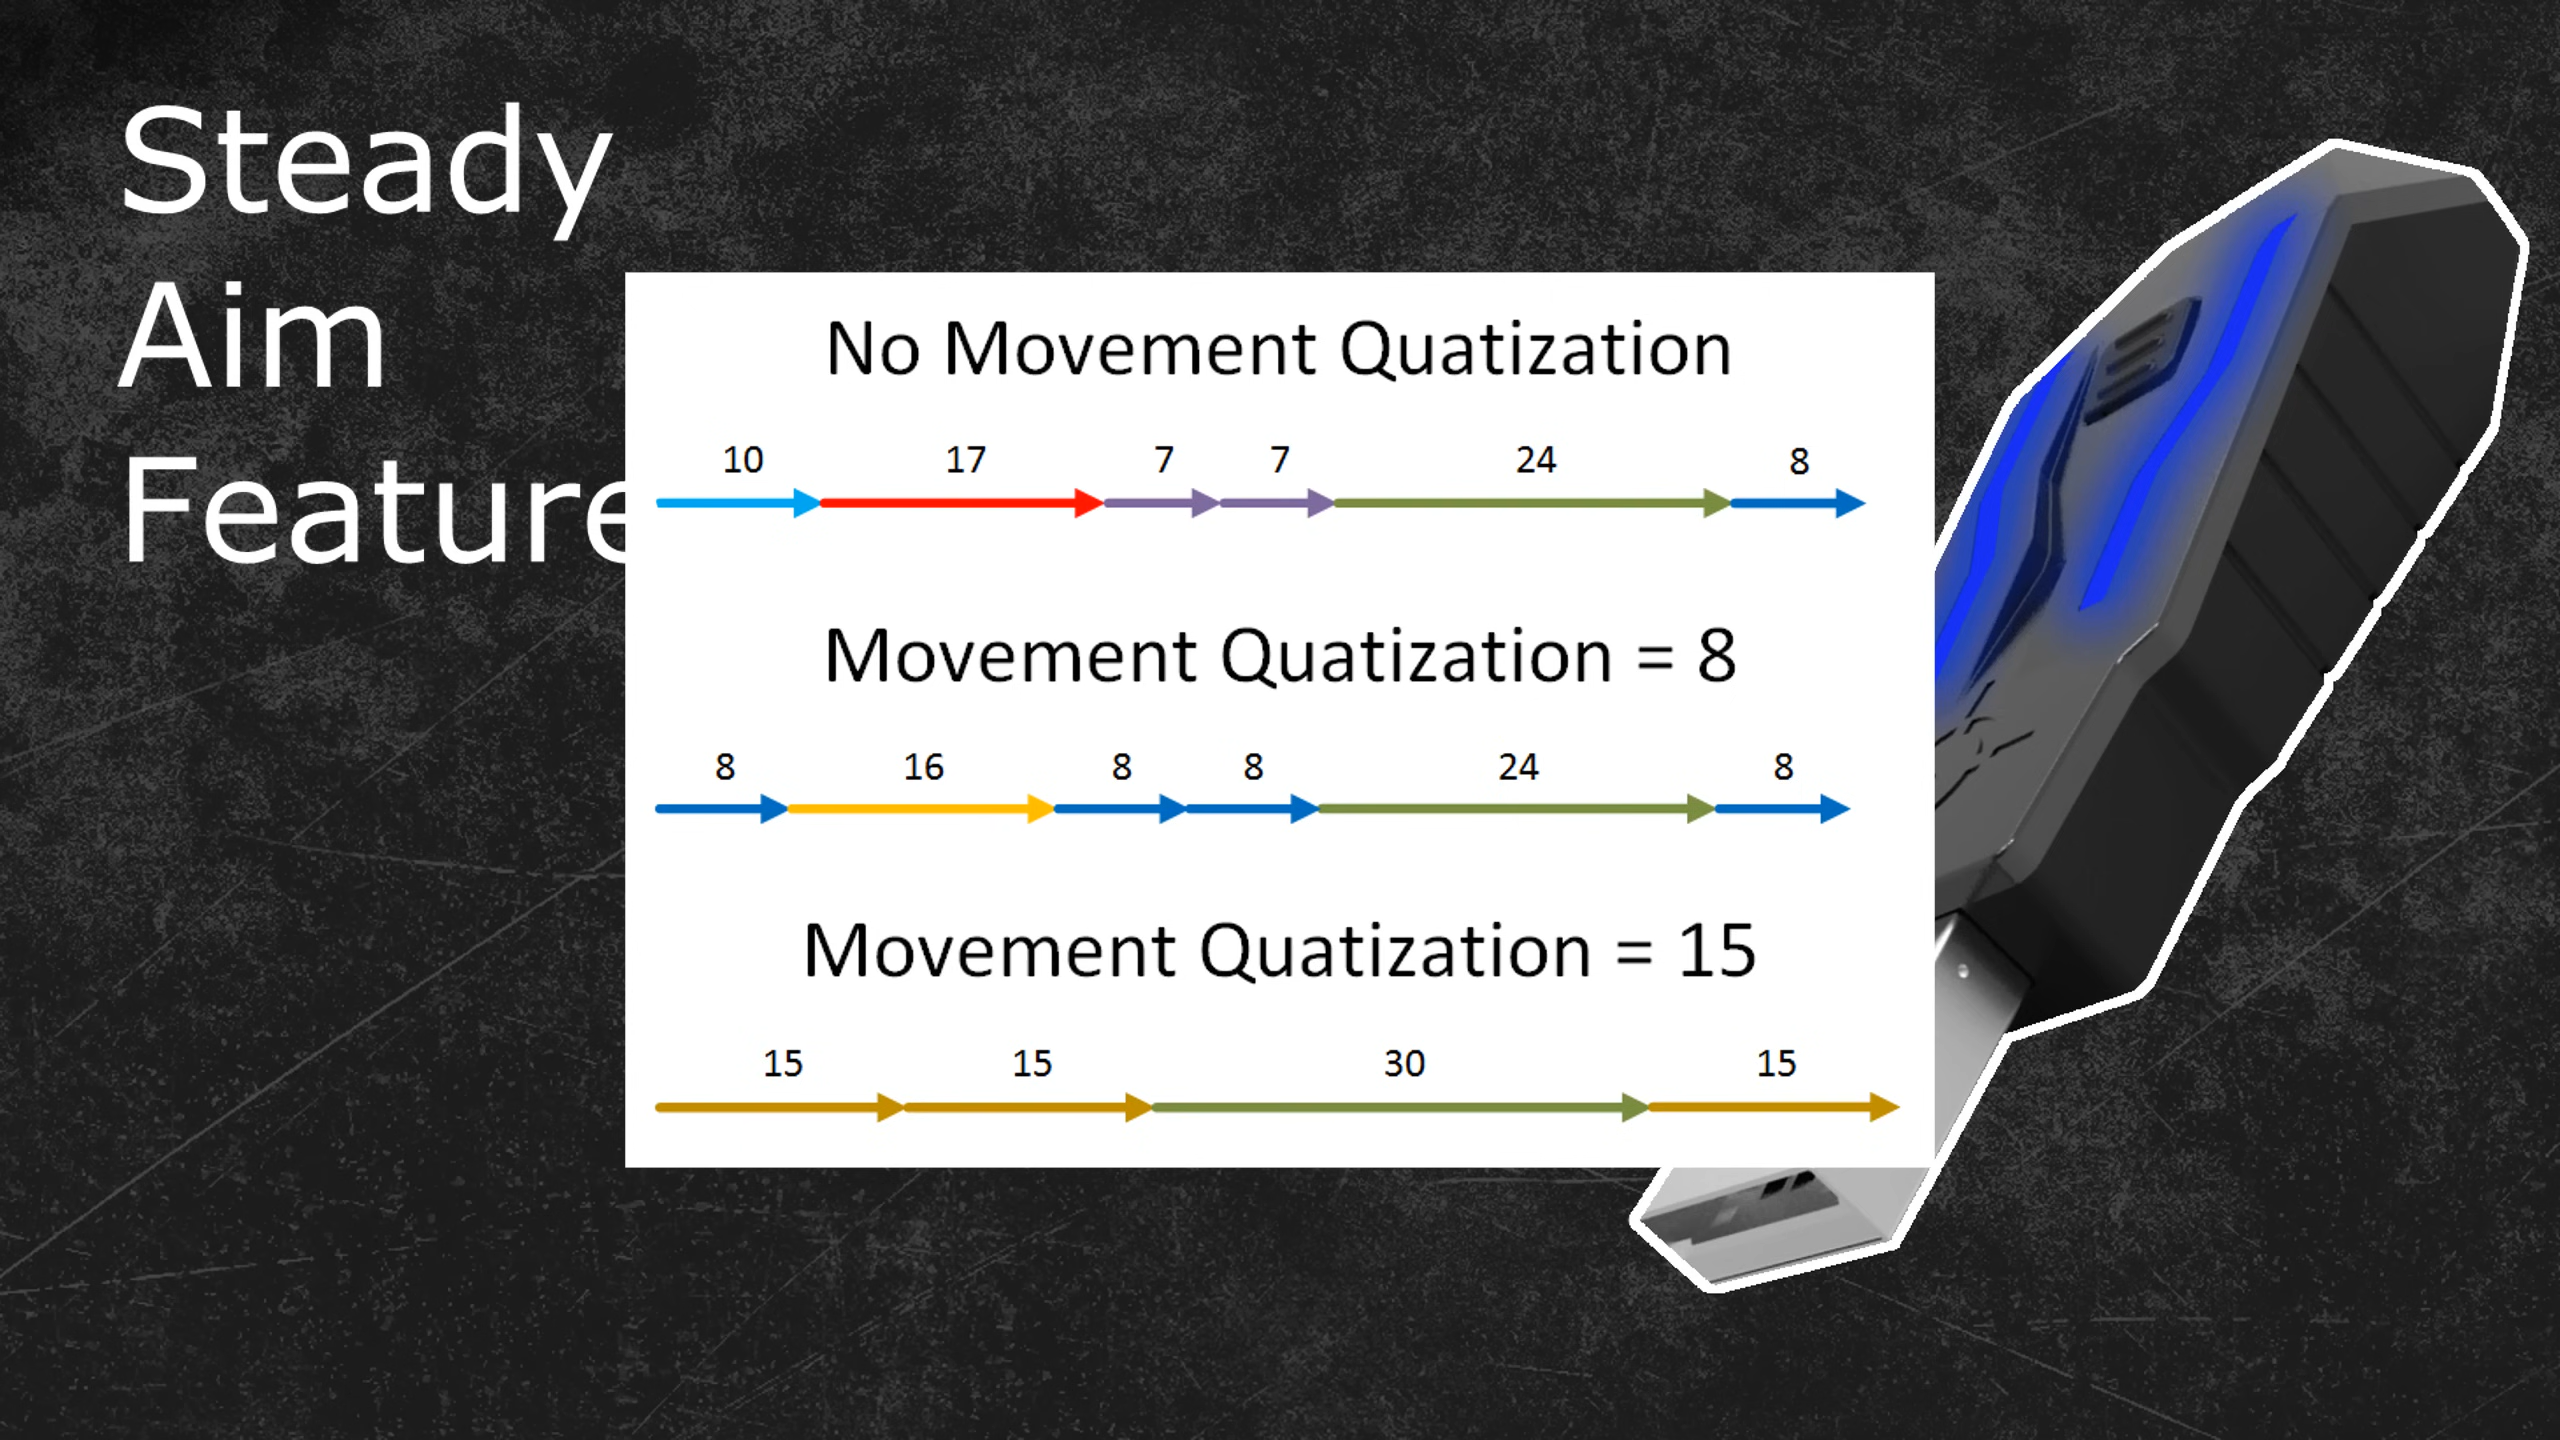 Steady
Aim
Feature
No Movement Quatization
10 17 7 7 24 8
Movement Quatization = 8
8 16 8 8 24 8
Movement Quatization = 15
15 15 30 15